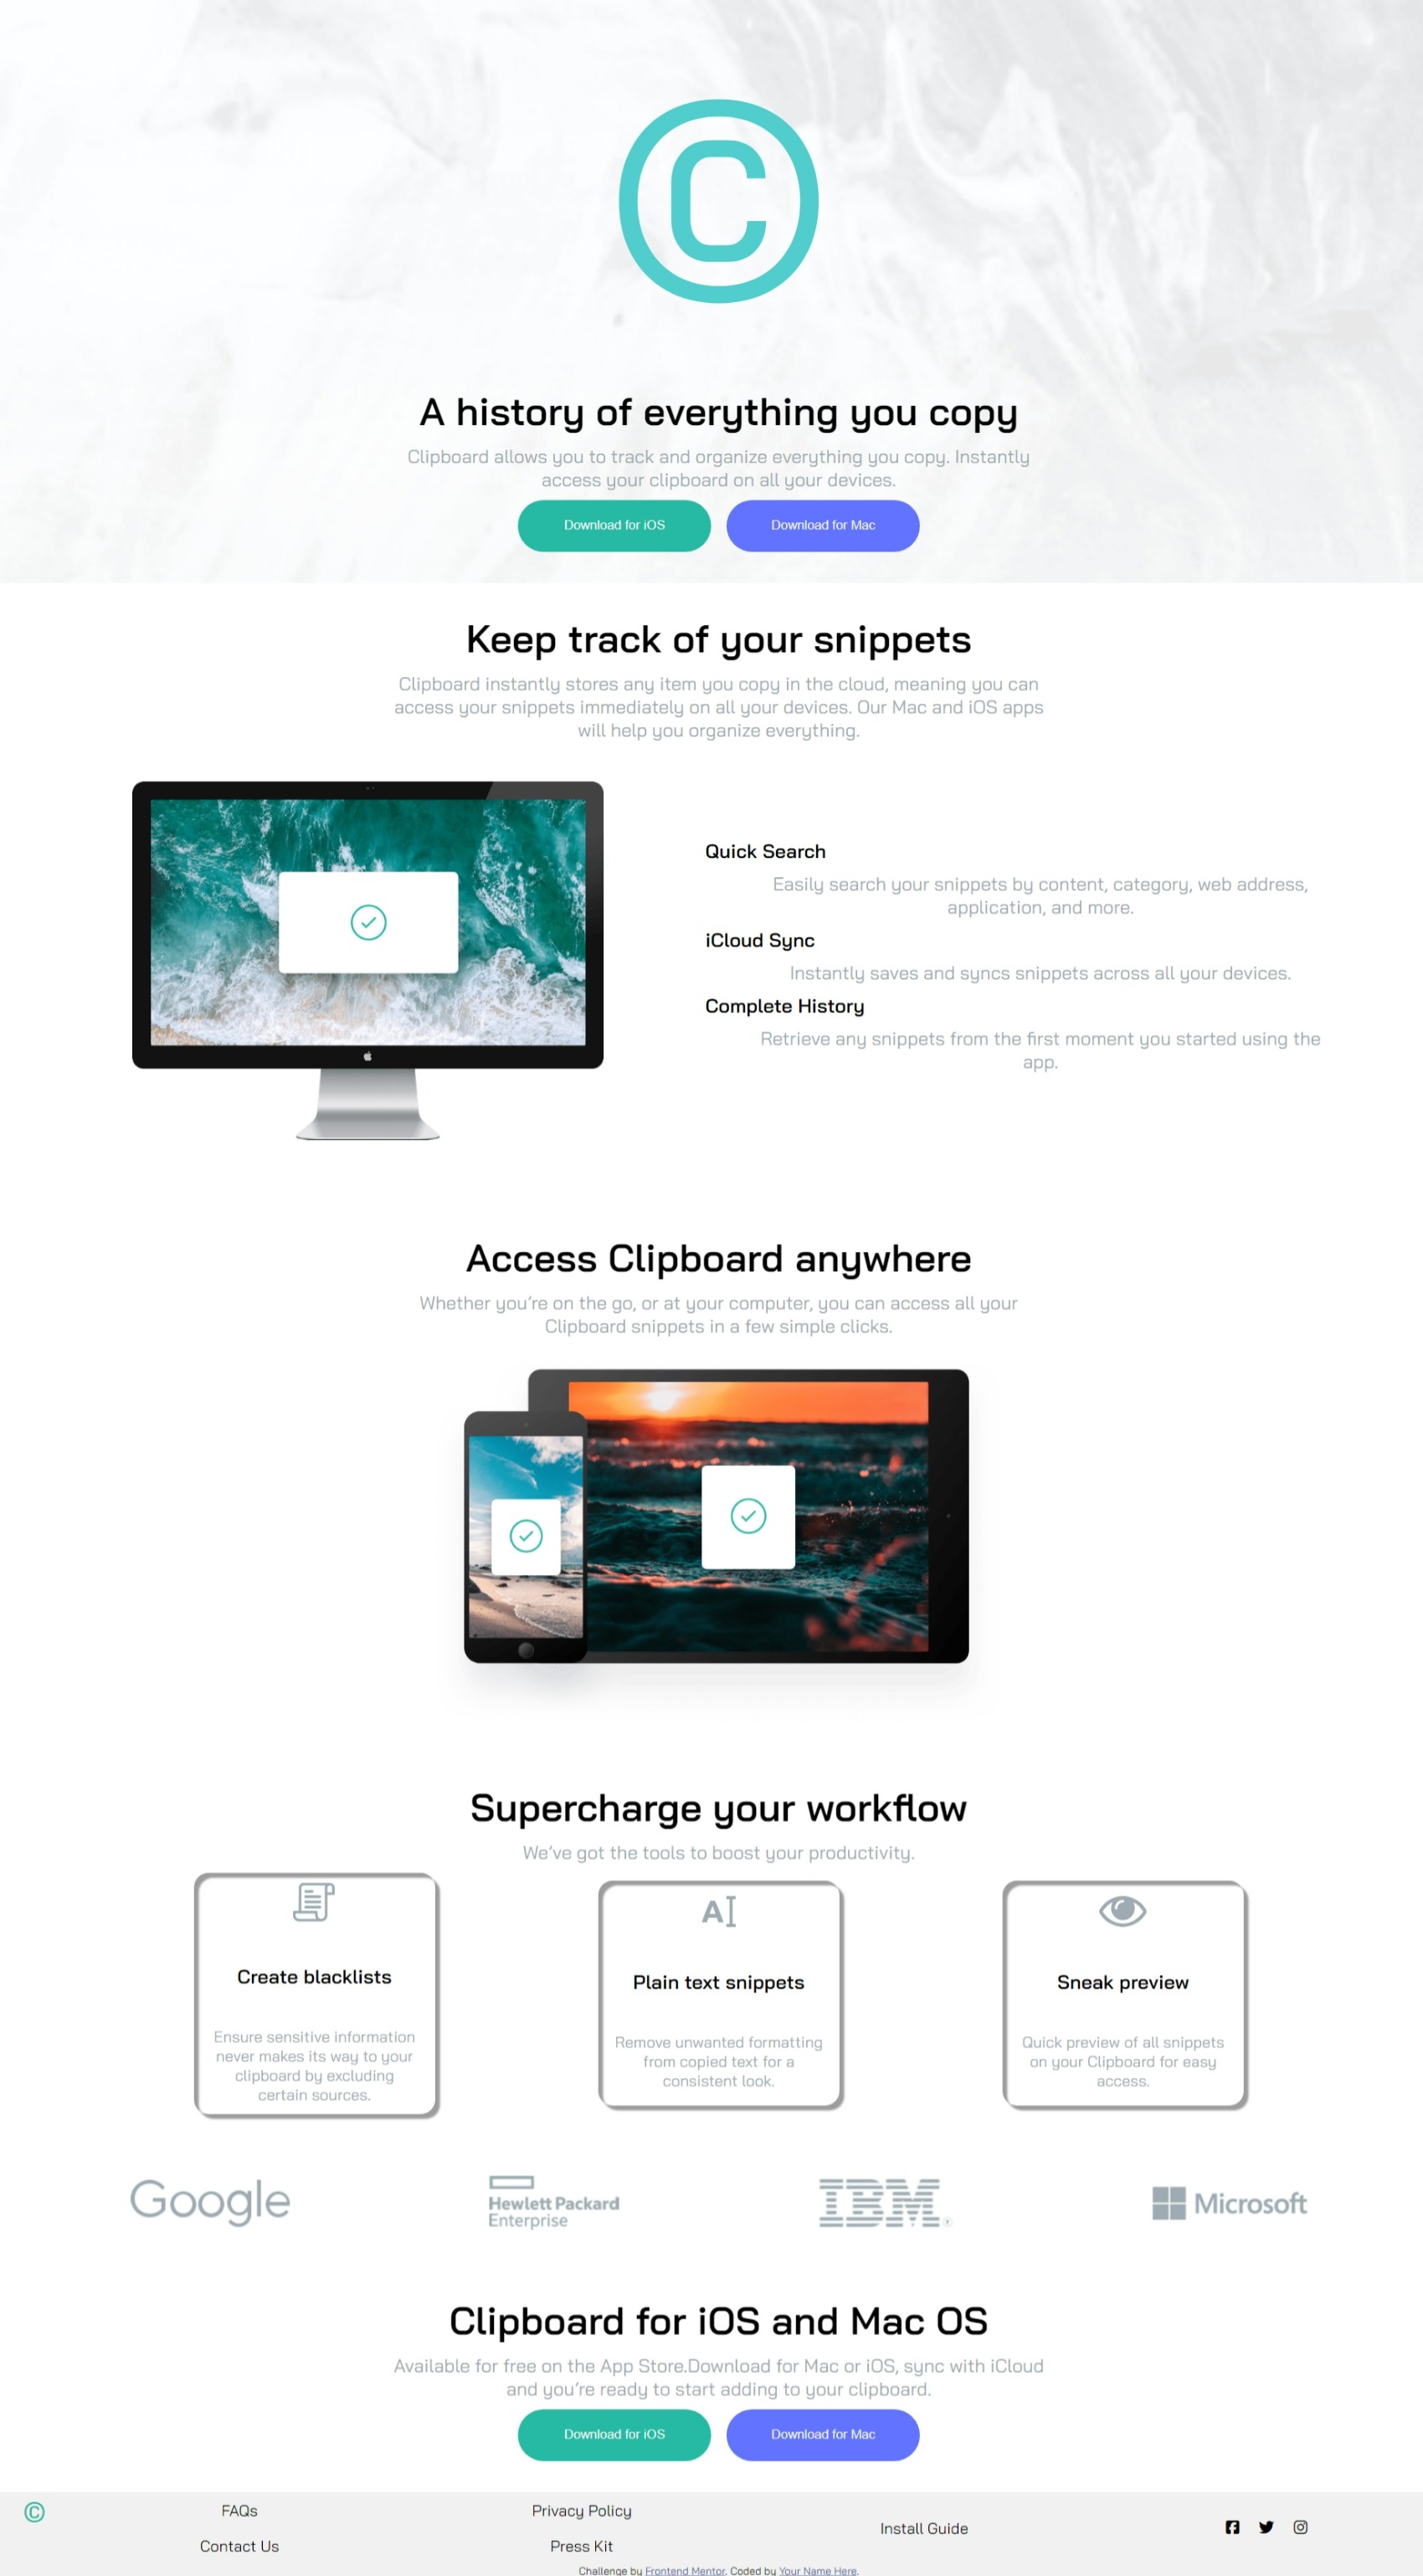 ©
A history of everything you copy
Clipboard allows you to track and organize everything you copy. Instantly
access your clipboard on all your devices.
Download for iOS
Download for Mac
Keep track of your snippets
Clipboard instantly stores any item you copy in the cloud, meaning you can
access your snippets immediately on all your devices. Our Mac and iOS apps
will help you organize everything.
Quick Search
Easily search your snippets by content, category, web address,
application, and more.
iCloud Sync
Instantly saves and syncs snippets across all your devices.
Complete History
Retrieve any snippets from the first moment you started using the
app.
Access Clipboard anywhere
Whether you’re on the go, or at your computer, you can access all your
Clipboard snippets in a few simple clicks.
Supercharge your workflow
We’ve got the tools to boost your productivity.
Create blacklists
Ensure sensitive information
never makes its way to your
clipboard by excluding
certain sources.
A
Plain text snippets
Remove unwanted formatting
from copied text for a
consistent look.
Sneak preview
Quick preview of all snippets
on your Clipboard for easy
access.
Google
Hewlett Packard
Enterprise
IBM
Microsoft
Clipboard for iOS and Mac OS
Available for free on the App Store.Download for Mac or iOS, sync with iCloud
and you’re ready to start adding to your clipboard.
Download for iOS
Download for Mac
©
FAQs
Contact Us
Privacy Policy
Press Kit
Install Guide
Challenge by Frontend Mentor. Coded by Your Name Here.